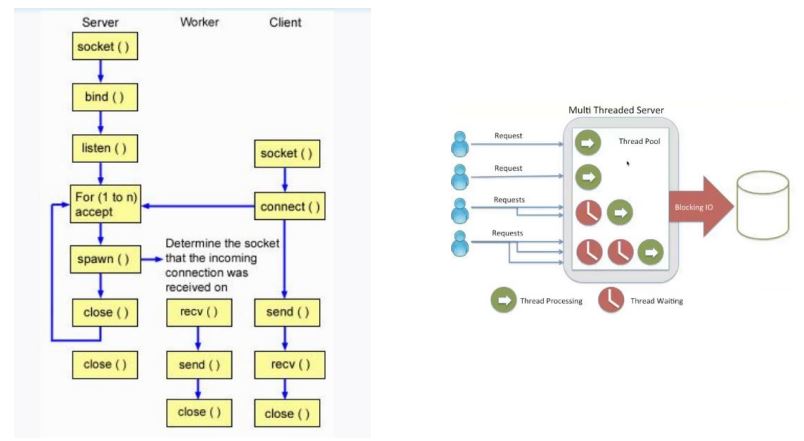 Server
Worker
Client
socket ( )
bind ( )
listen ( )
socket ( )
For (1 to n)
accept
connect ( )
spawn ( )
Determine the socket
that the incoming
connection was
received on
close ( )
recv ( )
send ( )
close ( )
send ( )
recv ( )
close ( )
close ( )
Multi Threaded Server
Request
Thread Pool
Request
Requests
Blocking IO
Requests
Thread Processing
Thread Waiting